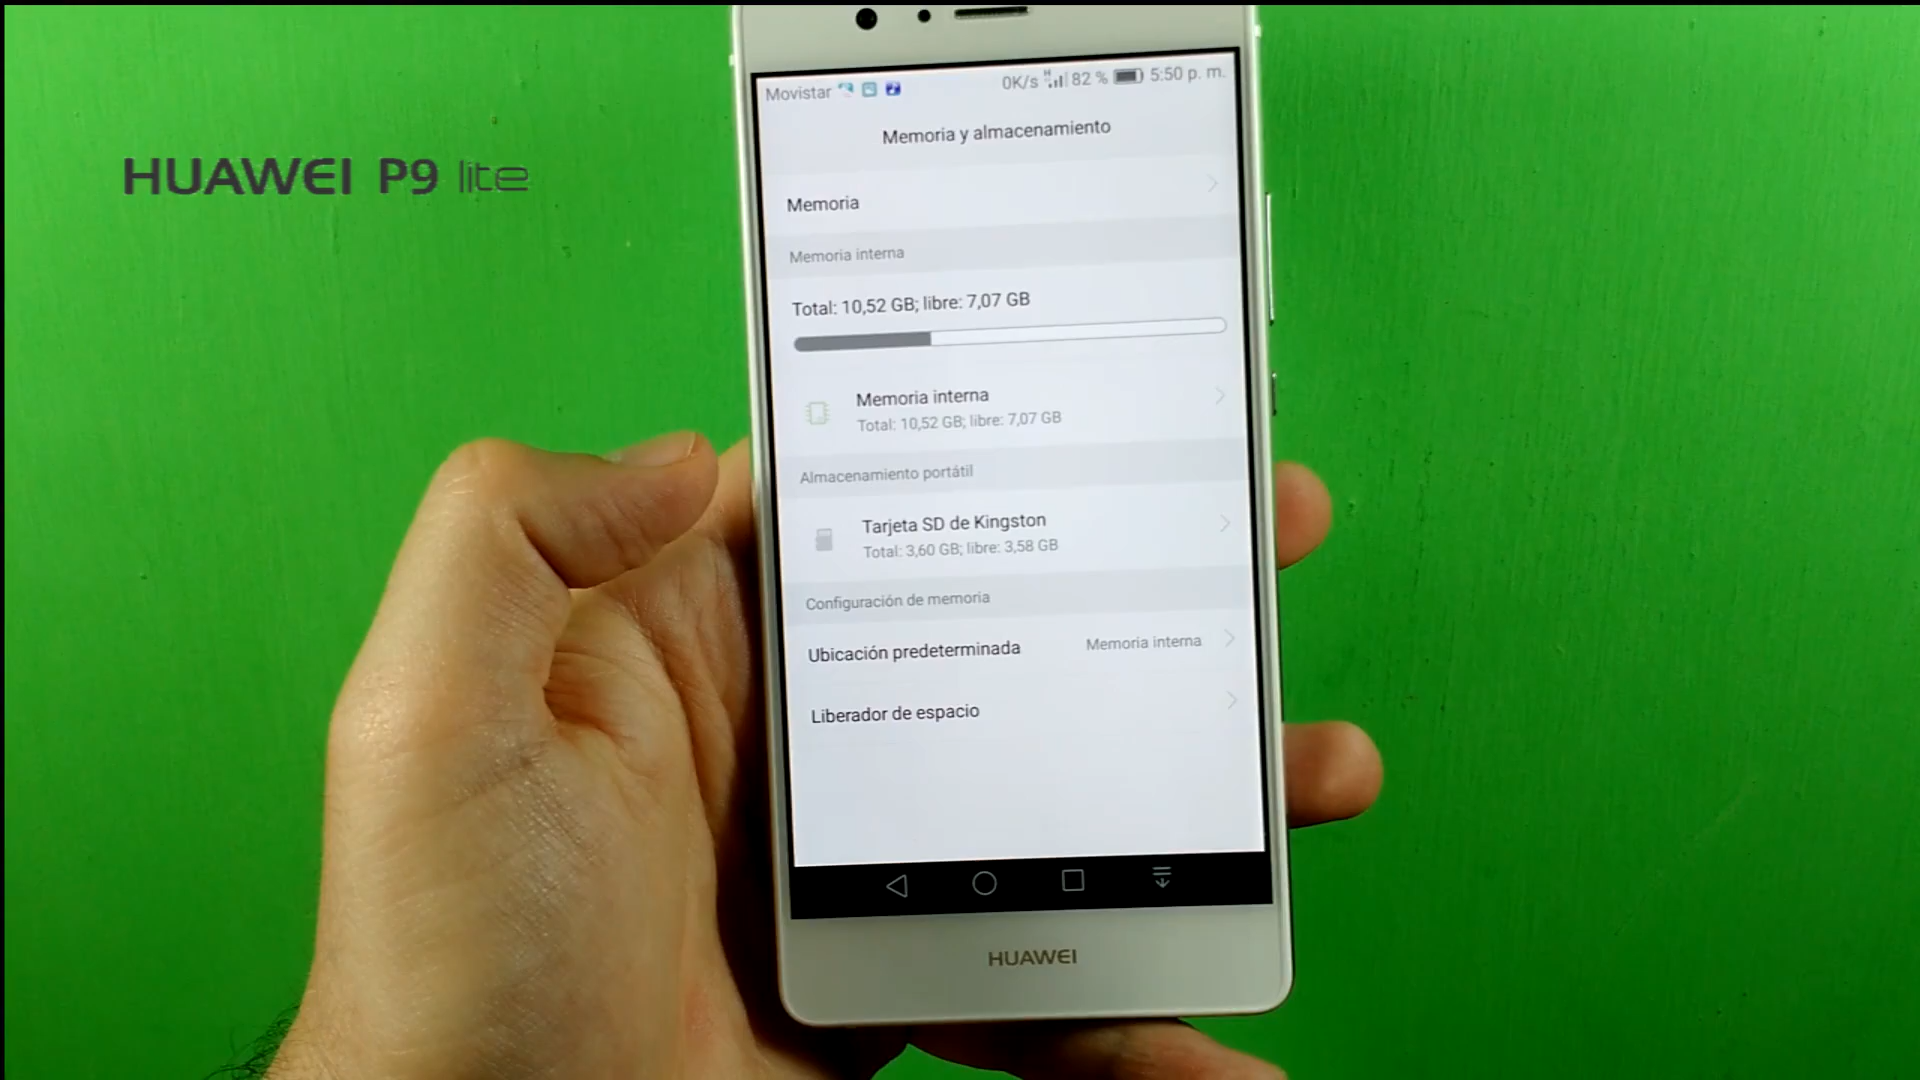 HUAWEI P9 lite
Movistar 0K/s H 82 % 5:50 p. m.
Memoria y almacenamiento
Memoria
Memoria interna
Total: 10,52 GB; libre: 7,07 GB
Memoria interna
Total: 10,52 GB; libre: 7,07 GB
Almacenamiento portátil
Tarjeta SD de Kingston
Total: 3,60 GB; libre: 3,58 GB
Configuración de memoria
Ubicación predeterminada Memoria interna
Liberador de espacio
HUAWEI